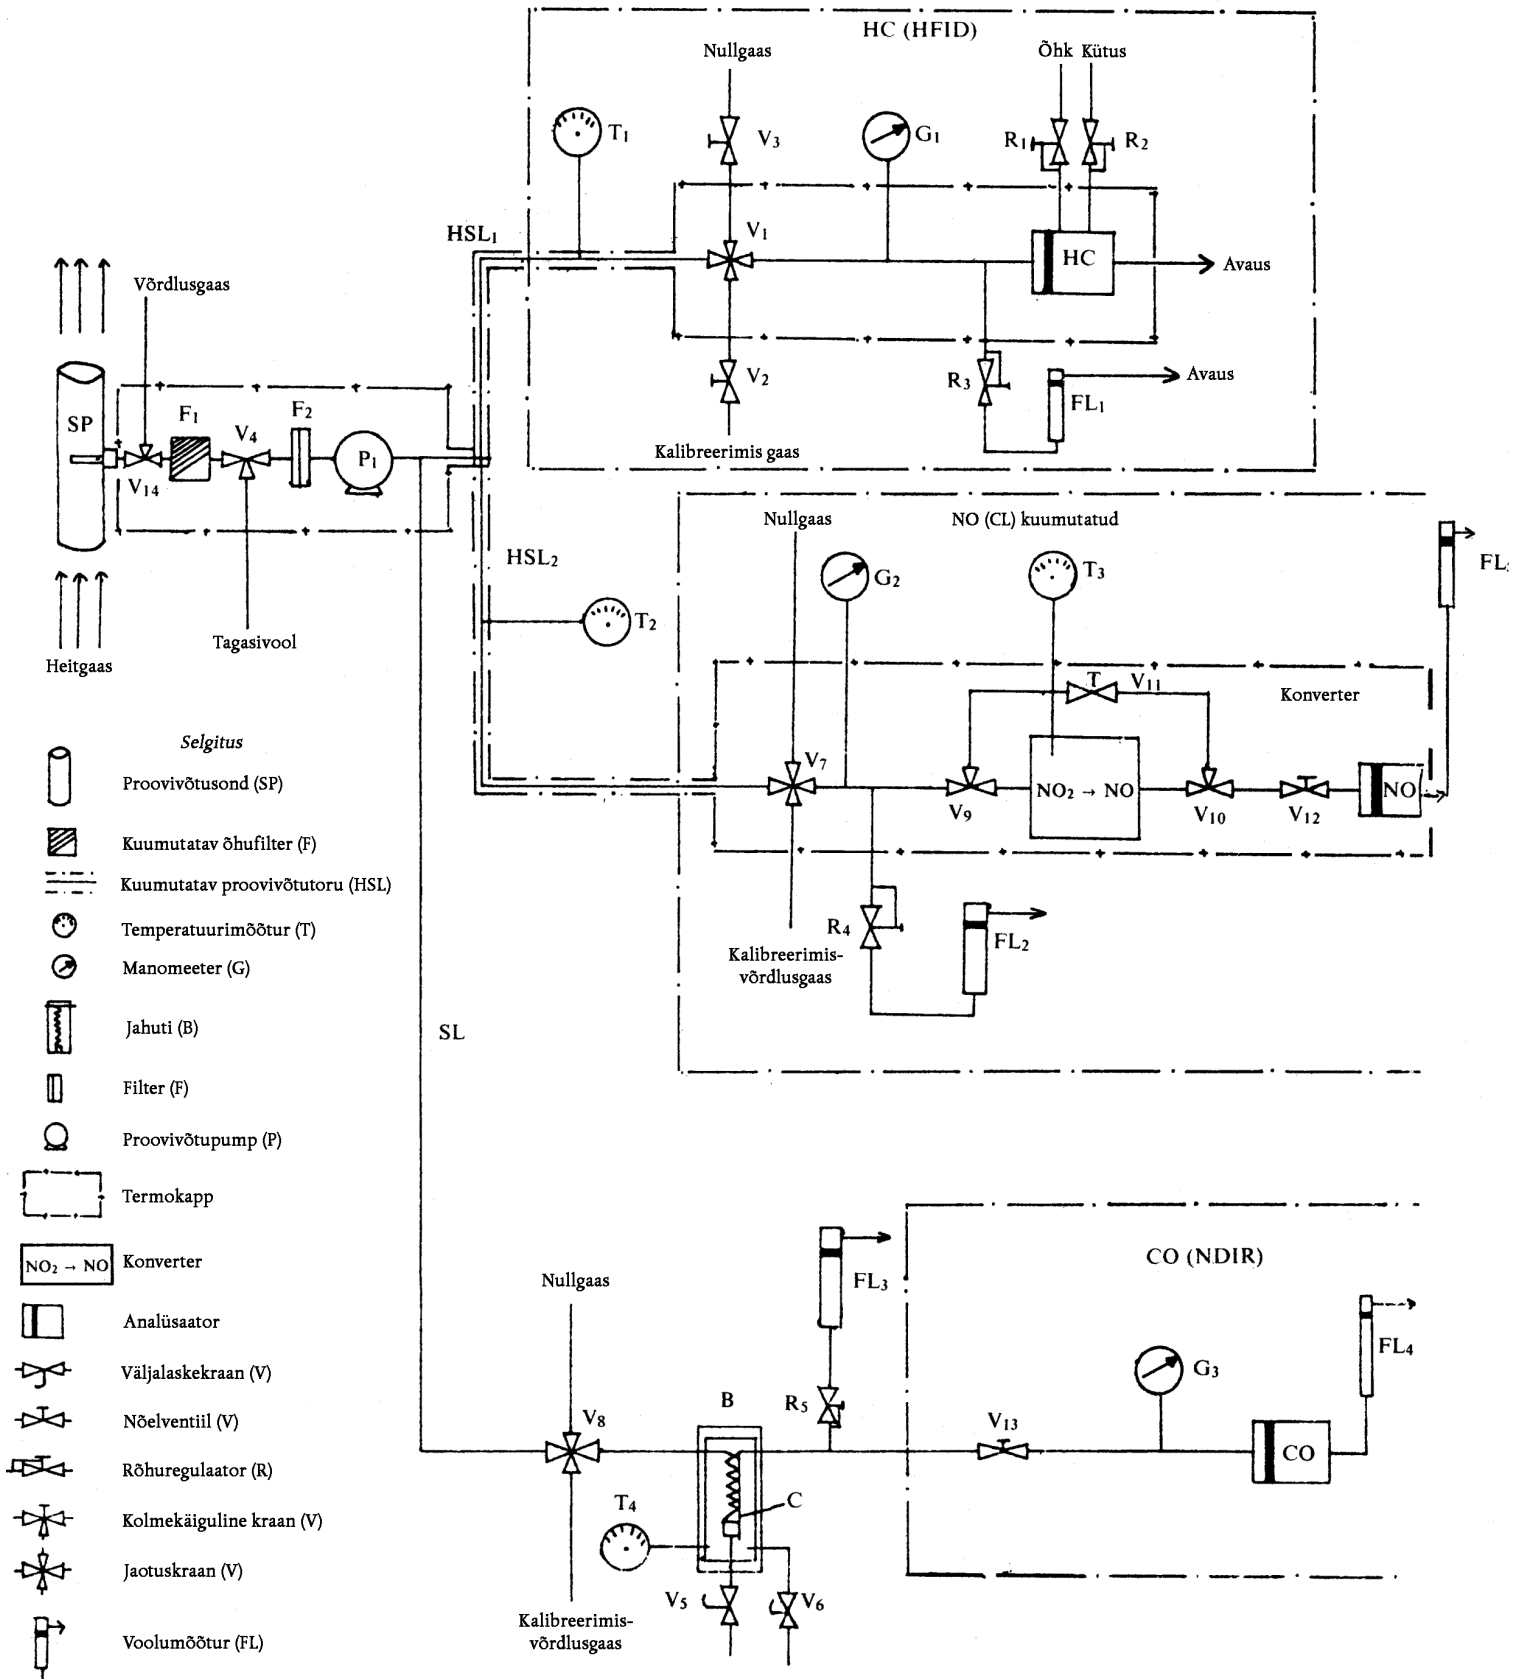 HC (HFID)
Nullgaas
Õhk Kütus
T1
V3
G1
R1
R2
HSL1
V1
HC
Avaus
Võrdlusgaas
V2
R3
Avaus
FL1
SP
F1
V4
F2
P1
V14
Kalibreerimis gaas
Tagasivool
Heitgaas
HSL2
T2
Nullgaas
NO (CL) kuumutatud
G2
T3
T
V11
Konverter
V7
V9
NO2 → NO
V10
V12
NO
R4
FL2
Kalibreerimis-
võrdlusgaas
SL
Selgitus
Proovivõtusond (SP)
Kuumutatav õhufilter (F)
Kuumutatav proovivõtutoru (HSL)
Temperatuurimõõtur (T)
Manomeeter (G)
Jahuti (B)
Filter (F)
Proovivõtupump (P)
Termokapp
NO2 → NO
Konverter
Analüsaator
Väljalaskekraan (V)
Nõelventiil (V)
Rõhuregulaator (R)
Kolmekäiguline kraan (V)
Jaotuskraan (V)
Voolumõõtur (FL)
Nullgaas
FL3
CO (NDIR)
FL4
G3
V8
B
R5
V13
CO
T4
C
V5
V6
Kalibreerimis-
võrdlusgaas